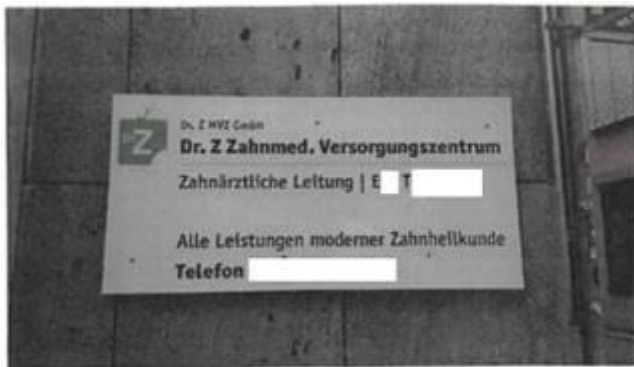 Z
Dr. Z MVZ GmbH
Dr. Z Zahnmed. Versorgungszentrum
Zahnärztliche Leitung | E T
Alle Leistungen moderner Zahnheilkunde
Telefon